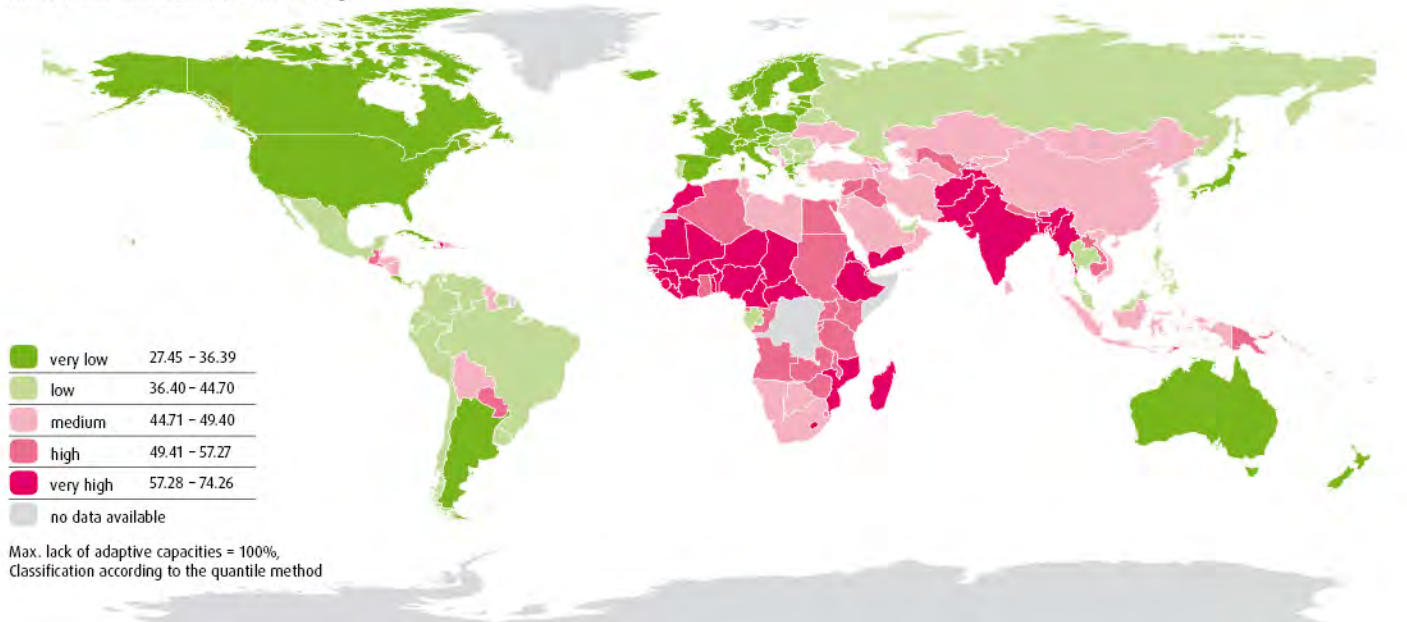 very low 27.45 – 36.39
low 36.40 – 44.70
medium 44.71 – 49.40
high 49.41 – 57.27
very high 57.28 – 74.26
no data available
Max. lack of adaptive capacities = 100%,
Classification according to the quantile method